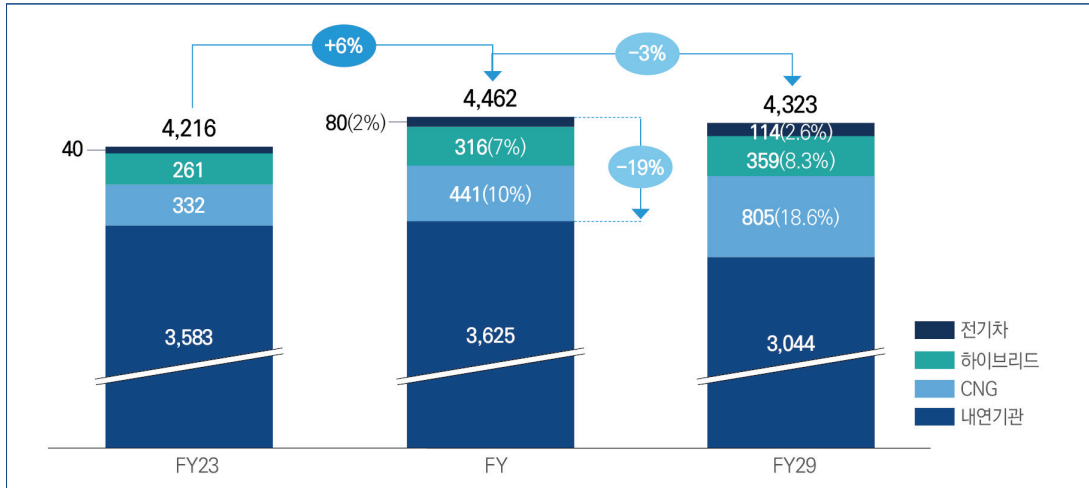 +6%
-3%
4,216
4,462
4,323
40
261
332
3,583
80(2%)
316(7%)
441(10%)
3,625
-19%
114(2.6%)
359(8.3%)
805(18.6%)
3,044
전기차
하이브리드
CNG
내연기관
FY23
FY
FY29